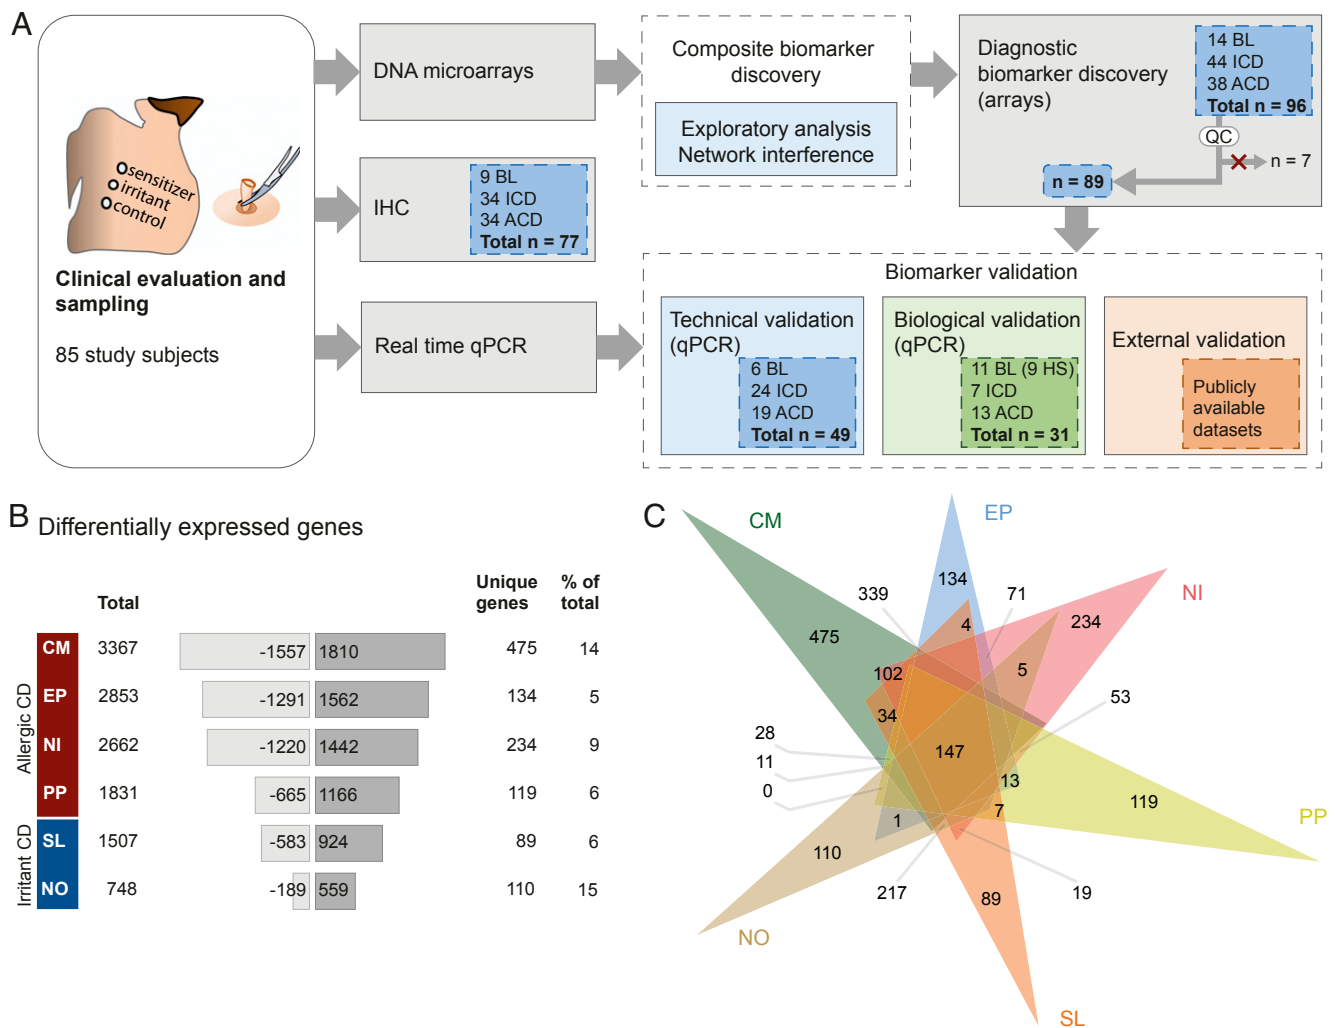 A
sensitizer
irritant
control
Clinical evaluation and
sampling
85 study subjects
DNA microarrays
IHC
9 BL
34 ICD
34 ACD
Total n = 77
Real time qPCR
Composite biomarker
discovery
Exploratory analysis
Network interference
Diagnostic
biomarker discovery
(arrays)
14 BL
44 ICD
38 ACD
Total n = 96
QC
n = 7
n = 89
Biomarker validation
Technical validation
(qPCR)
6 BL
24 ICD
19 ACD
Total n = 49
Biological validation
(qPCR)
11 BL (9 HS)
7 ICD
13 ACD
Total n = 31
External validation
Publicly
available
datasets
B Differentially expressed genes
Total
Unique
genes
% of
total
Allergic CD
CM 3367 -1557 1810 475 14
EP 2853 -1291 1562 134 5
NI 2662 -1220 1442 234 9
PP 1831 -665 1166 119 6
Irritant CD
SL 1507 -583 924 89 6
NO 748 -189 559 110 15
C
CM
EP
NI
PP
SL
NO
134
339
71
4
234
475
5
102
53
34
28
147
11
13
0
119
7
1
110
217
89
19